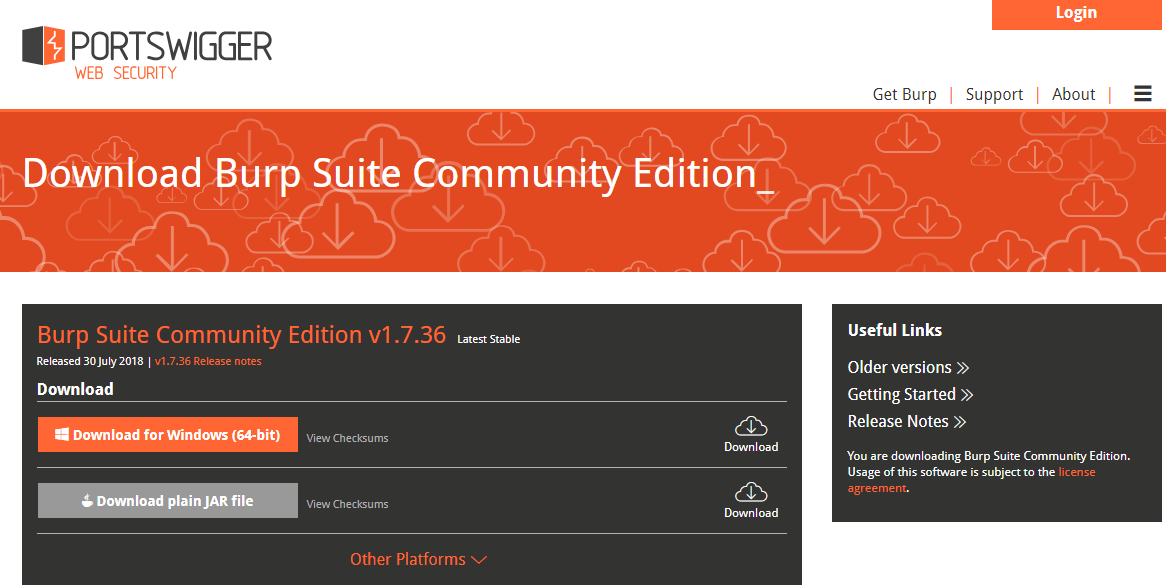 Login
PORTSWIGGER
WEB SECURITY
Get Burp | Support | About |
Download Burp Suite Community Edition_
Burp Suite Community Edition v1.7.36 Latest Stable
Released 30 July 2018 | v1.7.36 Release notes
Download
Download for Windows (64-bit) View Checksums Download
Download plain JAR file View Checksums Download
Other Platforms
Useful Links
Older versions
Getting Started
Release Notes
You are downloading Burp Suite Community Edition.
Usage of this software is subject to the license
agreement.